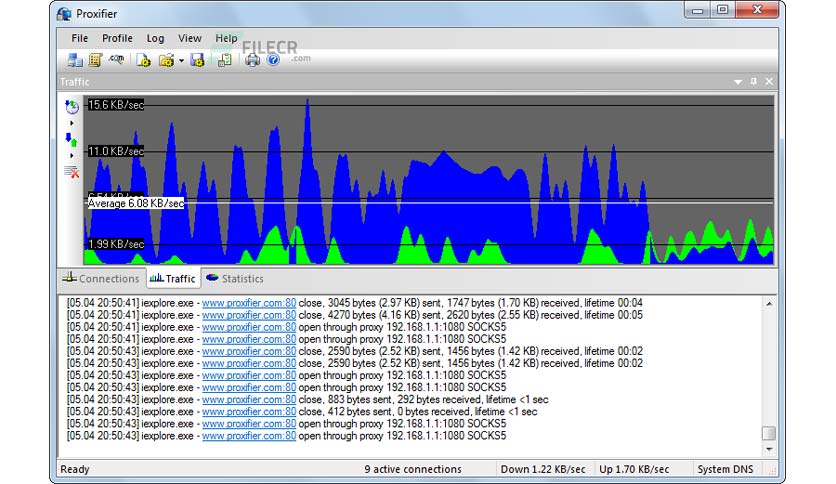 Proxifier
File Profile Log View Help
FILECR
.com
Traffic
15.6 KB/sec
11.0 KB/sec
6.54 KB/sec
Average 6.08 KB/sec
1.99 KB/sec
Connections Traffic Statistics
[05.04 20:50:41] iexplore.exe - www.proxifier.com:80 close, 3045 bytes (2.97 KB) sent, 1747 bytes (1.70 KB) received, lifetime 00:04
[05.04 20:50:41] iexplore.exe - www.proxifier.com:80 close, 4270 bytes (4.16 KB) sent, 2620 bytes (2.55 KB) received, lifetime 00:05
[05.04 20:50:41] iexplore.exe - www.proxifier.com:80 open through proxy 192.168.1.1:1080 SOCKS5
[05.04 20:50:41] iexplore.exe - www.proxifier.com:80 open through proxy 192.168.1.1:1080 SOCKS5
[05.04 20:50:43] iexplore.exe - www.proxifier.com:80 close, 2590 bytes (2.52 KB) sent, 1456 bytes (1.42 KB) received, lifetime 00:02
[05.04 20:50:43] iexplore.exe - www.proxifier.com:80 close, 2590 bytes (2.52 KB) sent, 1456 bytes (1.42 KB) received, lifetime 00:02
[05.04 20:50:43] iexplore.exe - www.proxifier.com:80 open through proxy 192.168.1.1:1080 SOCKS5
[05.04 20:50:43] iexplore.exe - www.proxifier.com:80 open through proxy 192.168.1.1:1080 SOCKS5
[05.04 20:50:43] iexplore.exe - www.proxifier.com:80 close, 883 bytes sent, 292 bytes received, lifetime <1 sec
[05.04 20:50:43] iexplore.exe - www.proxifier.com:80 close, 412 bytes sent, 0 bytes received, lifetime <1 sec
[05.04 20:50:43] iexplore.exe - www.proxifier.com:80 open through proxy 192.168.1.1:1080 SOCKS5
[05.04 20:50:43] iexplore.exe - www.proxifier.com:80 open through proxy 192.168.1.1:1080 SOCKS5
Ready 9 active connections Down 1.22 KB/sec Up 1.70 KB/sec System DNS